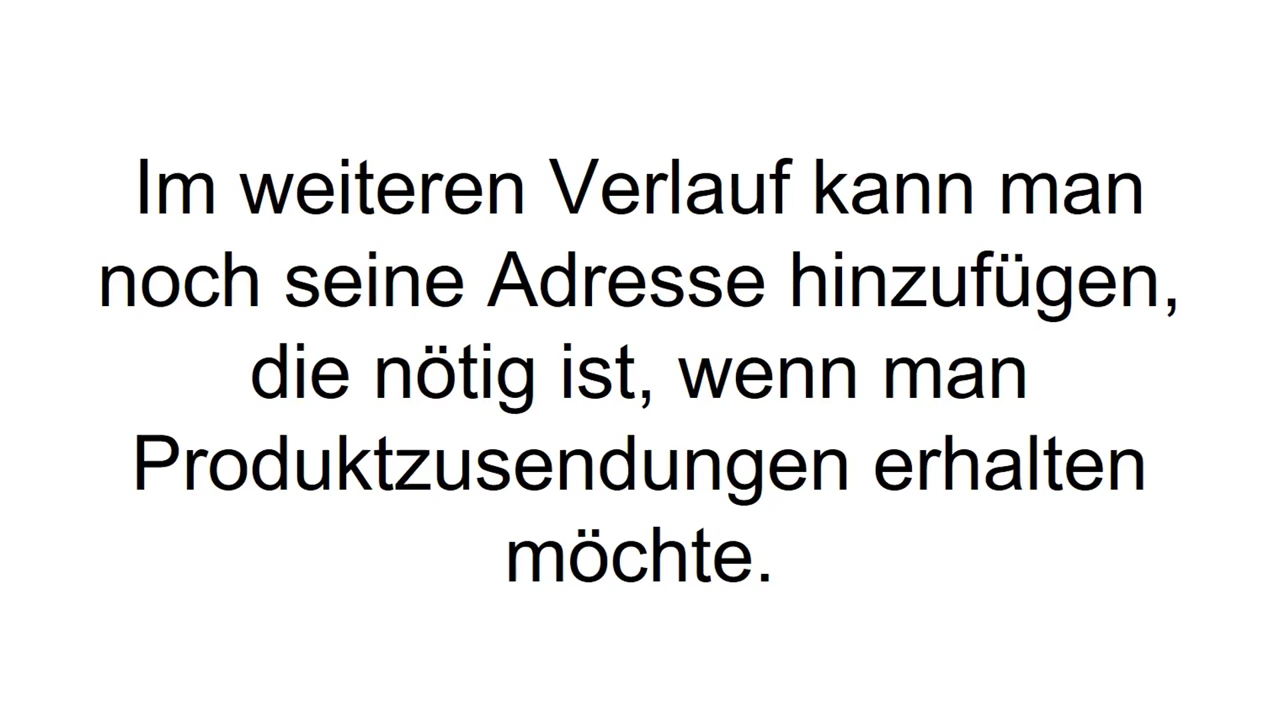 Im weiteren Verlauf kann man
noch seine Adresse hinzufügen,
die nötig ist, wenn man
Produktzusendungen erhalten
möchte.